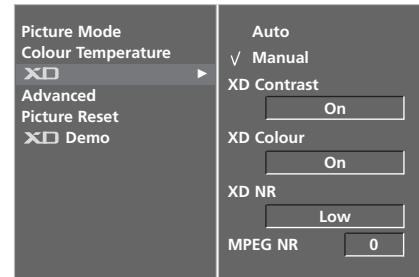 Picture Mode
Colour Temperature
XD
Advanced
Picture Reset
XD Demo
Auto
√ Manual
XD Contrast
On
XD Colour
On
XD NR
Low
MPEG NR 0